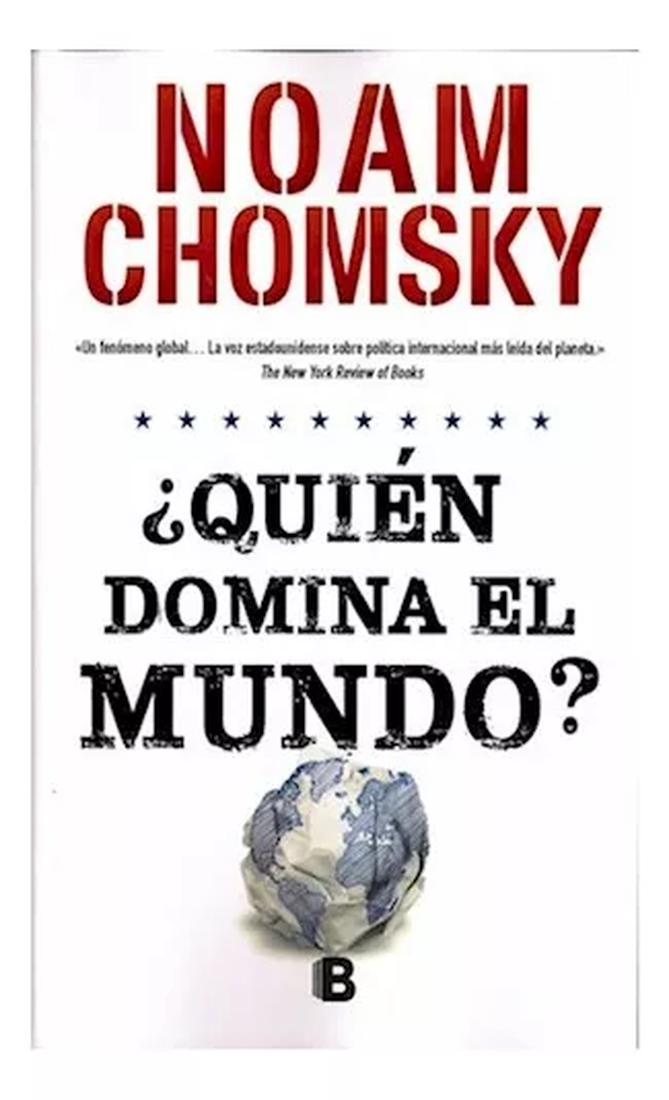 NOAM
CHOMSKY
«Un fenómeno global... La voz estadounidense sobre política internacional más leída del planeta.»
The New York Review of Books
¿QUIÉN
DOMINA EL
MUNDO?
B